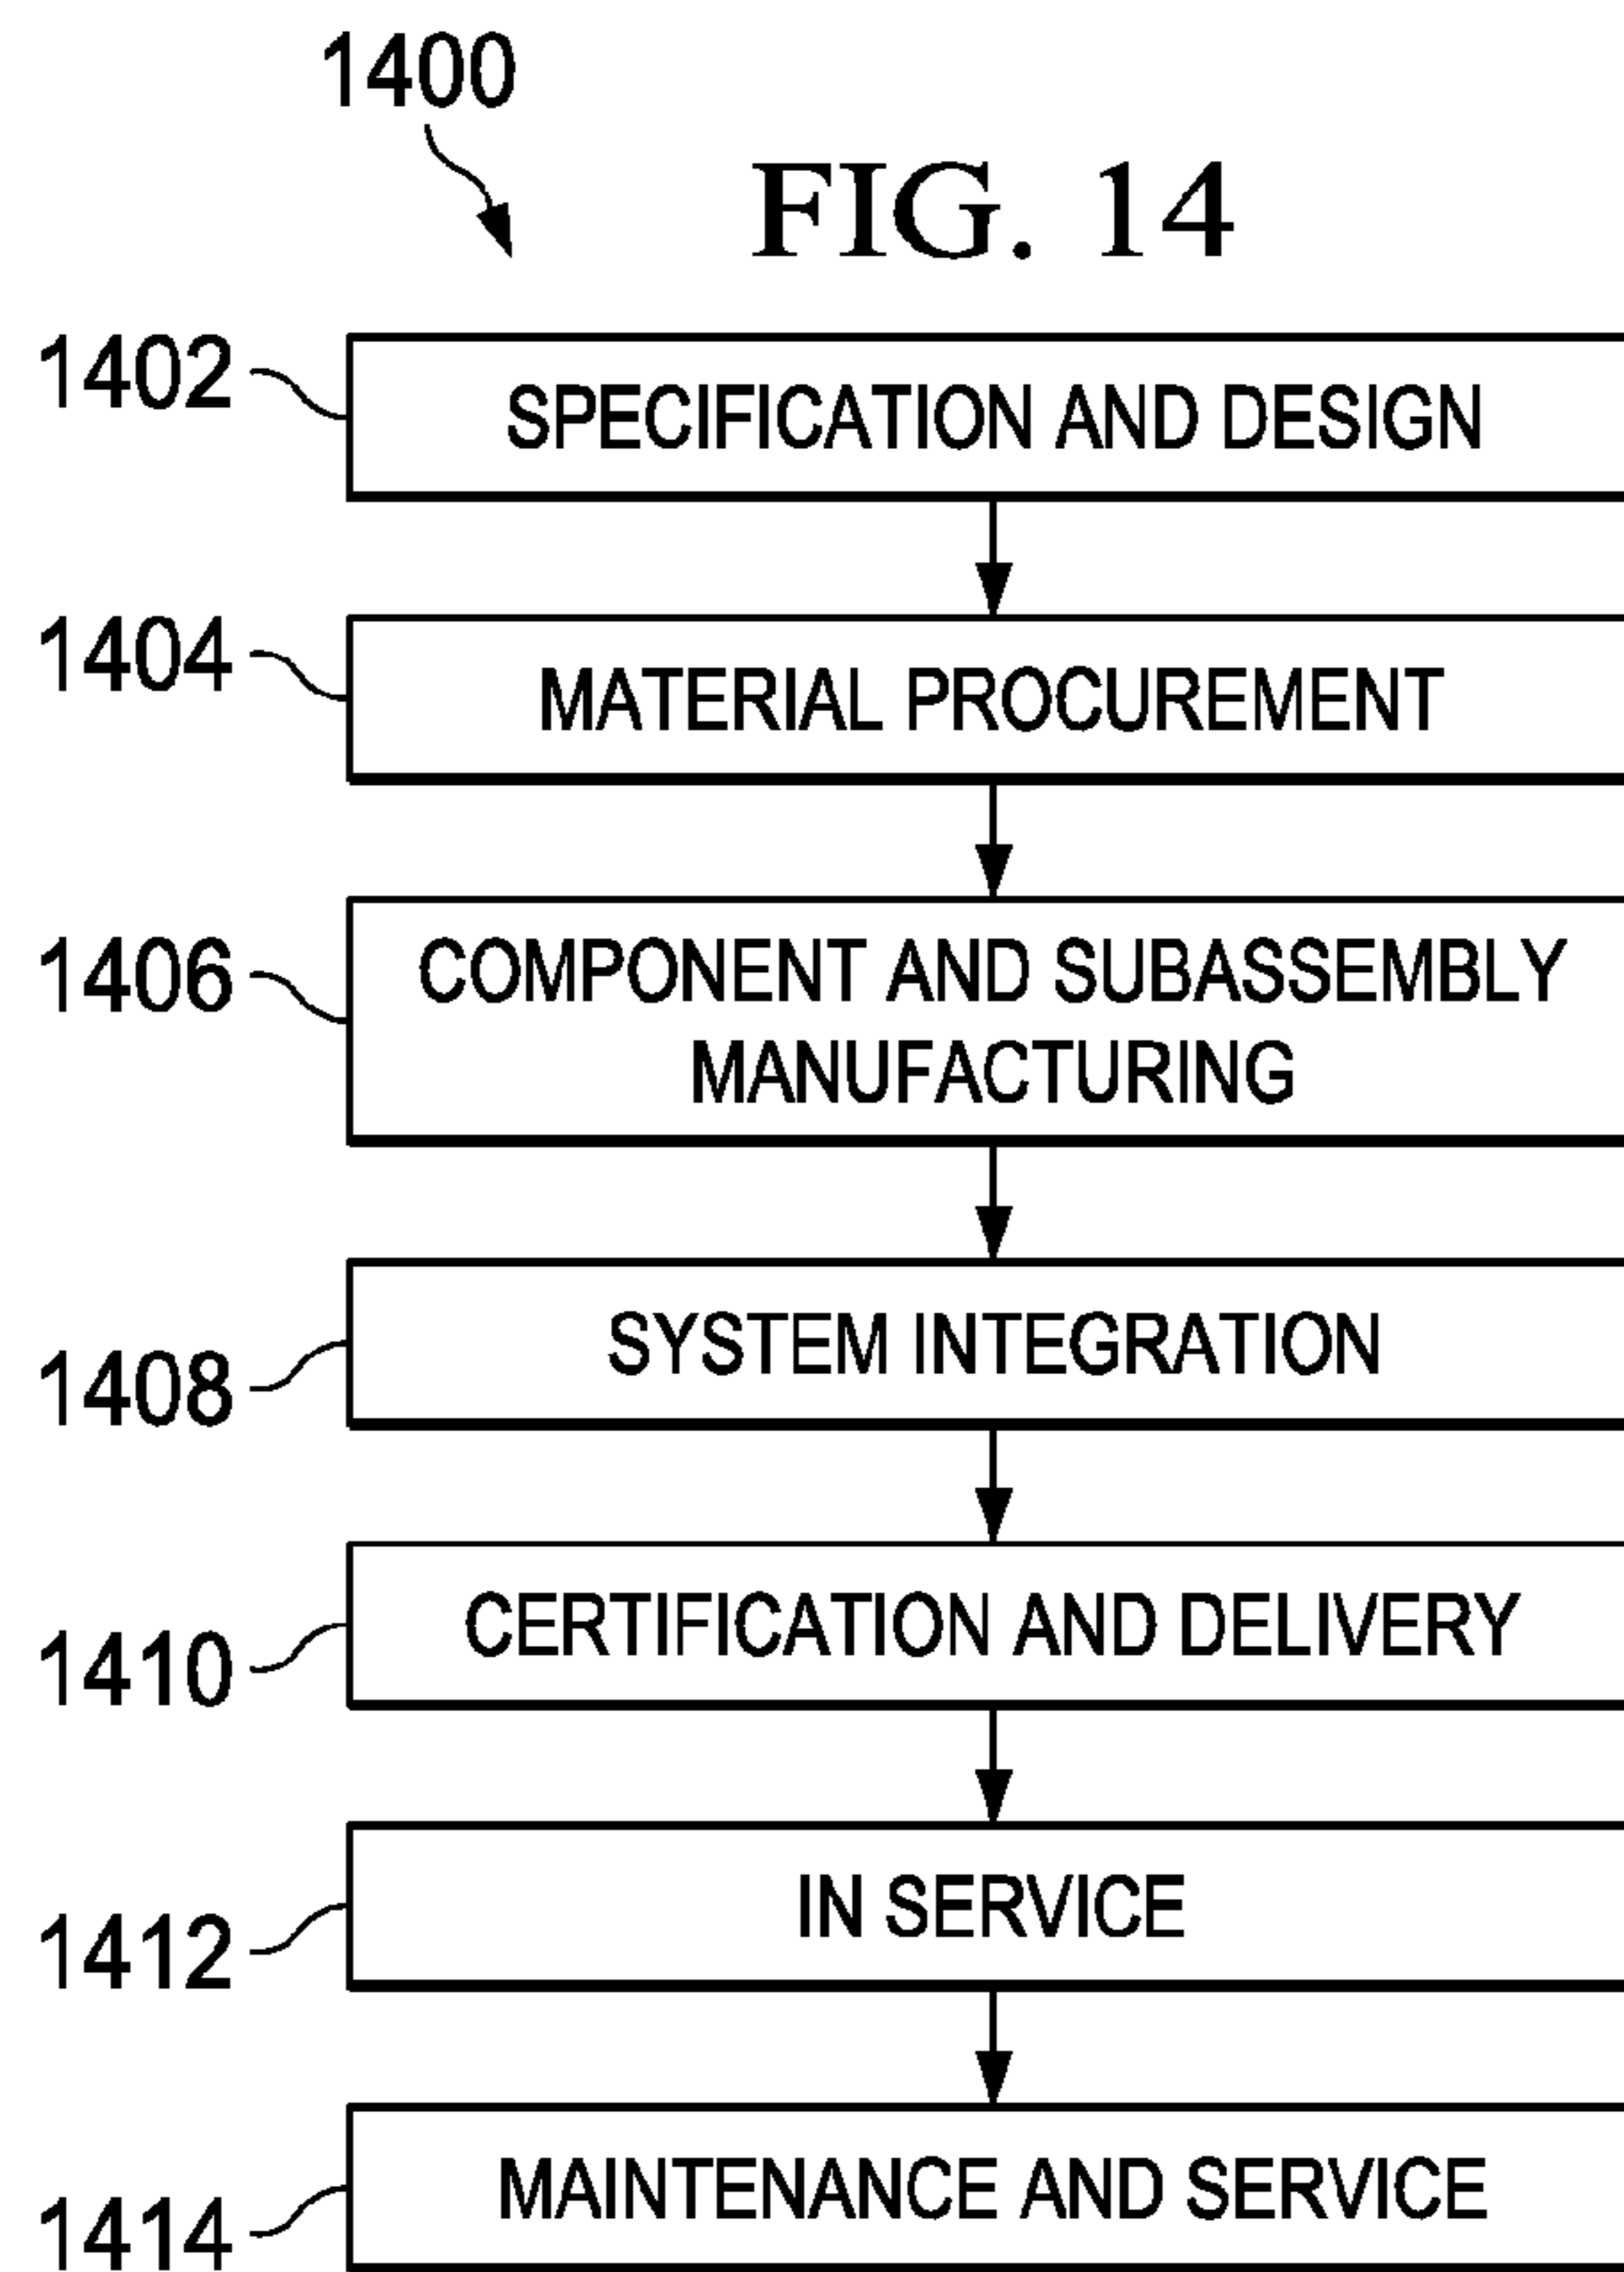 1400
FIG. 14
1402
SPECIFICATION AND DESIGN
1404
MATERIAL PROCUREMENT
1406
COMPONENT AND SUBASSEMBLY
MANUFACTURING
1408
SYSTEM INTEGRATION
1410
CERTIFICATION AND DELIVERY
1412
IN SERVICE
1414
MAINTENANCE AND SERVICE